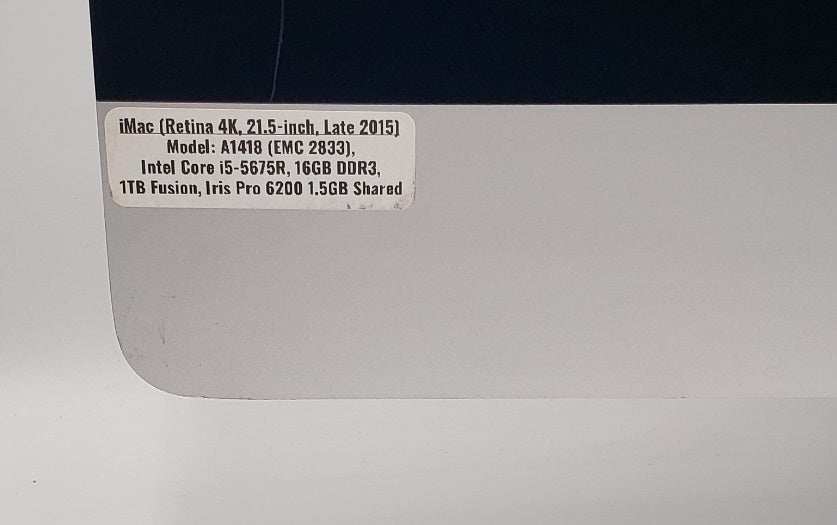 iMac (Retina 4K, 21.5-inch, Late 2015)
Model: A1418 (EMC 2833),
Intel Core i5-5675R, 16GB DDR3,
1TB Fusion, Iris Pro 6200 1.5GB Shared